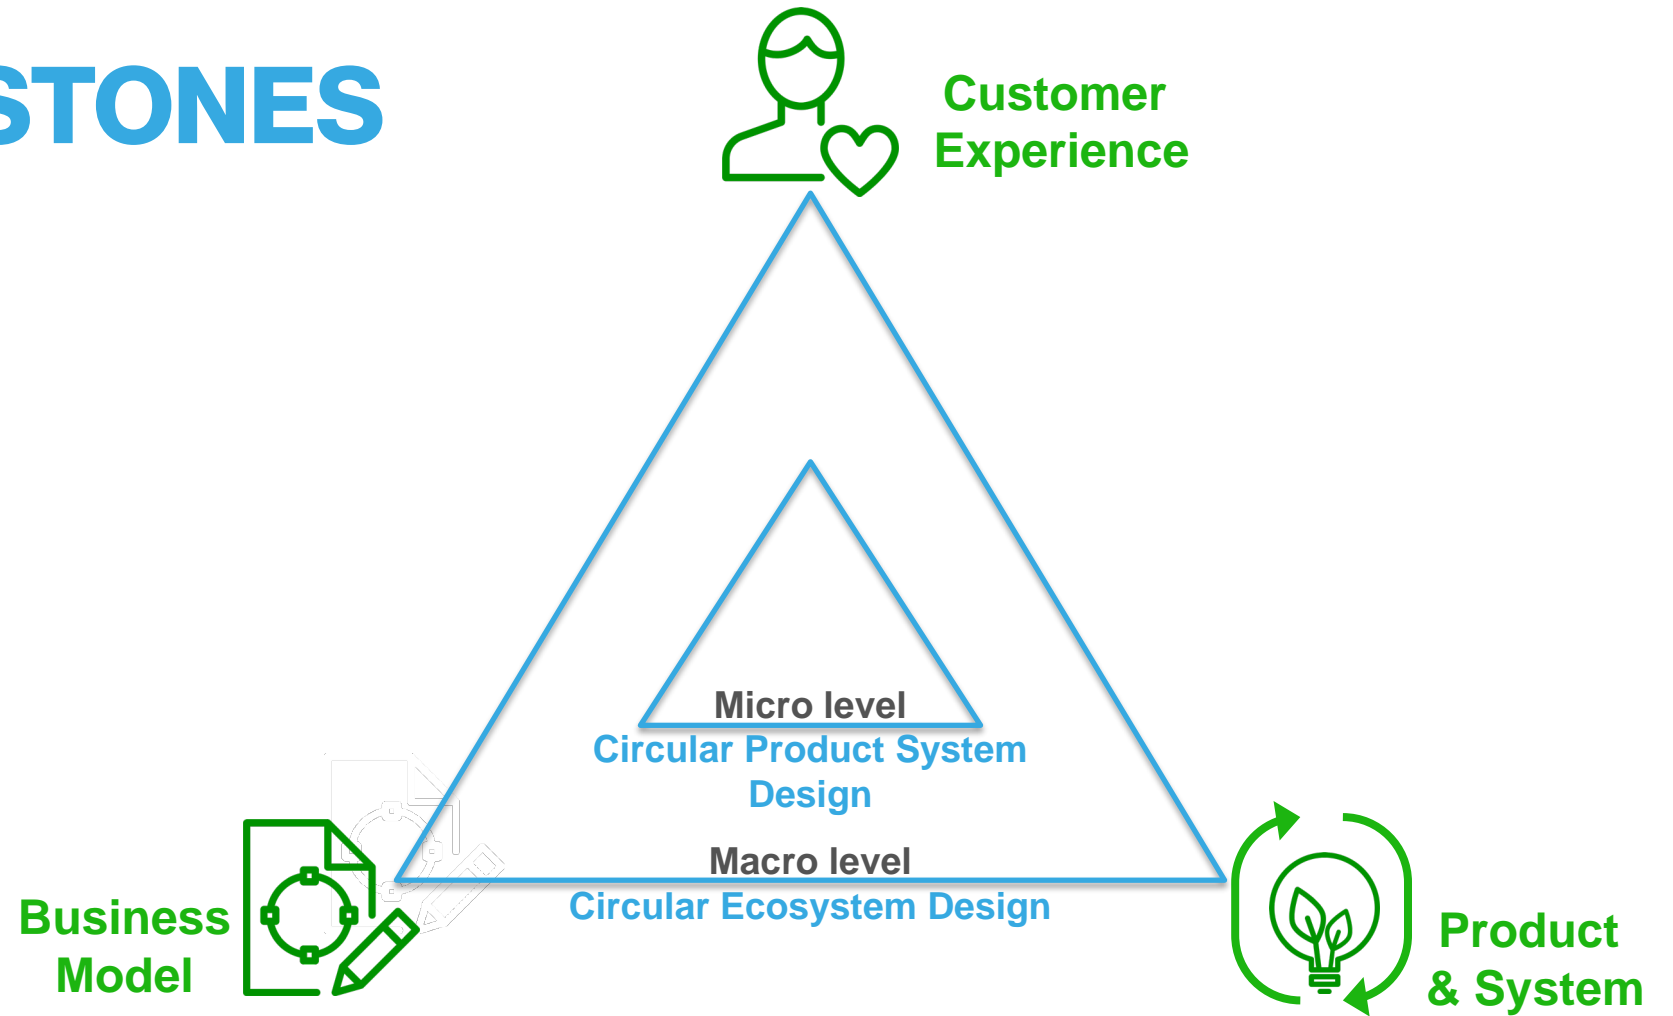 STONES
Customer
Experience
Micro level
Circular Product System
Design
Macro level
Circular Ecosystem Design
Business
Model
Product
& System